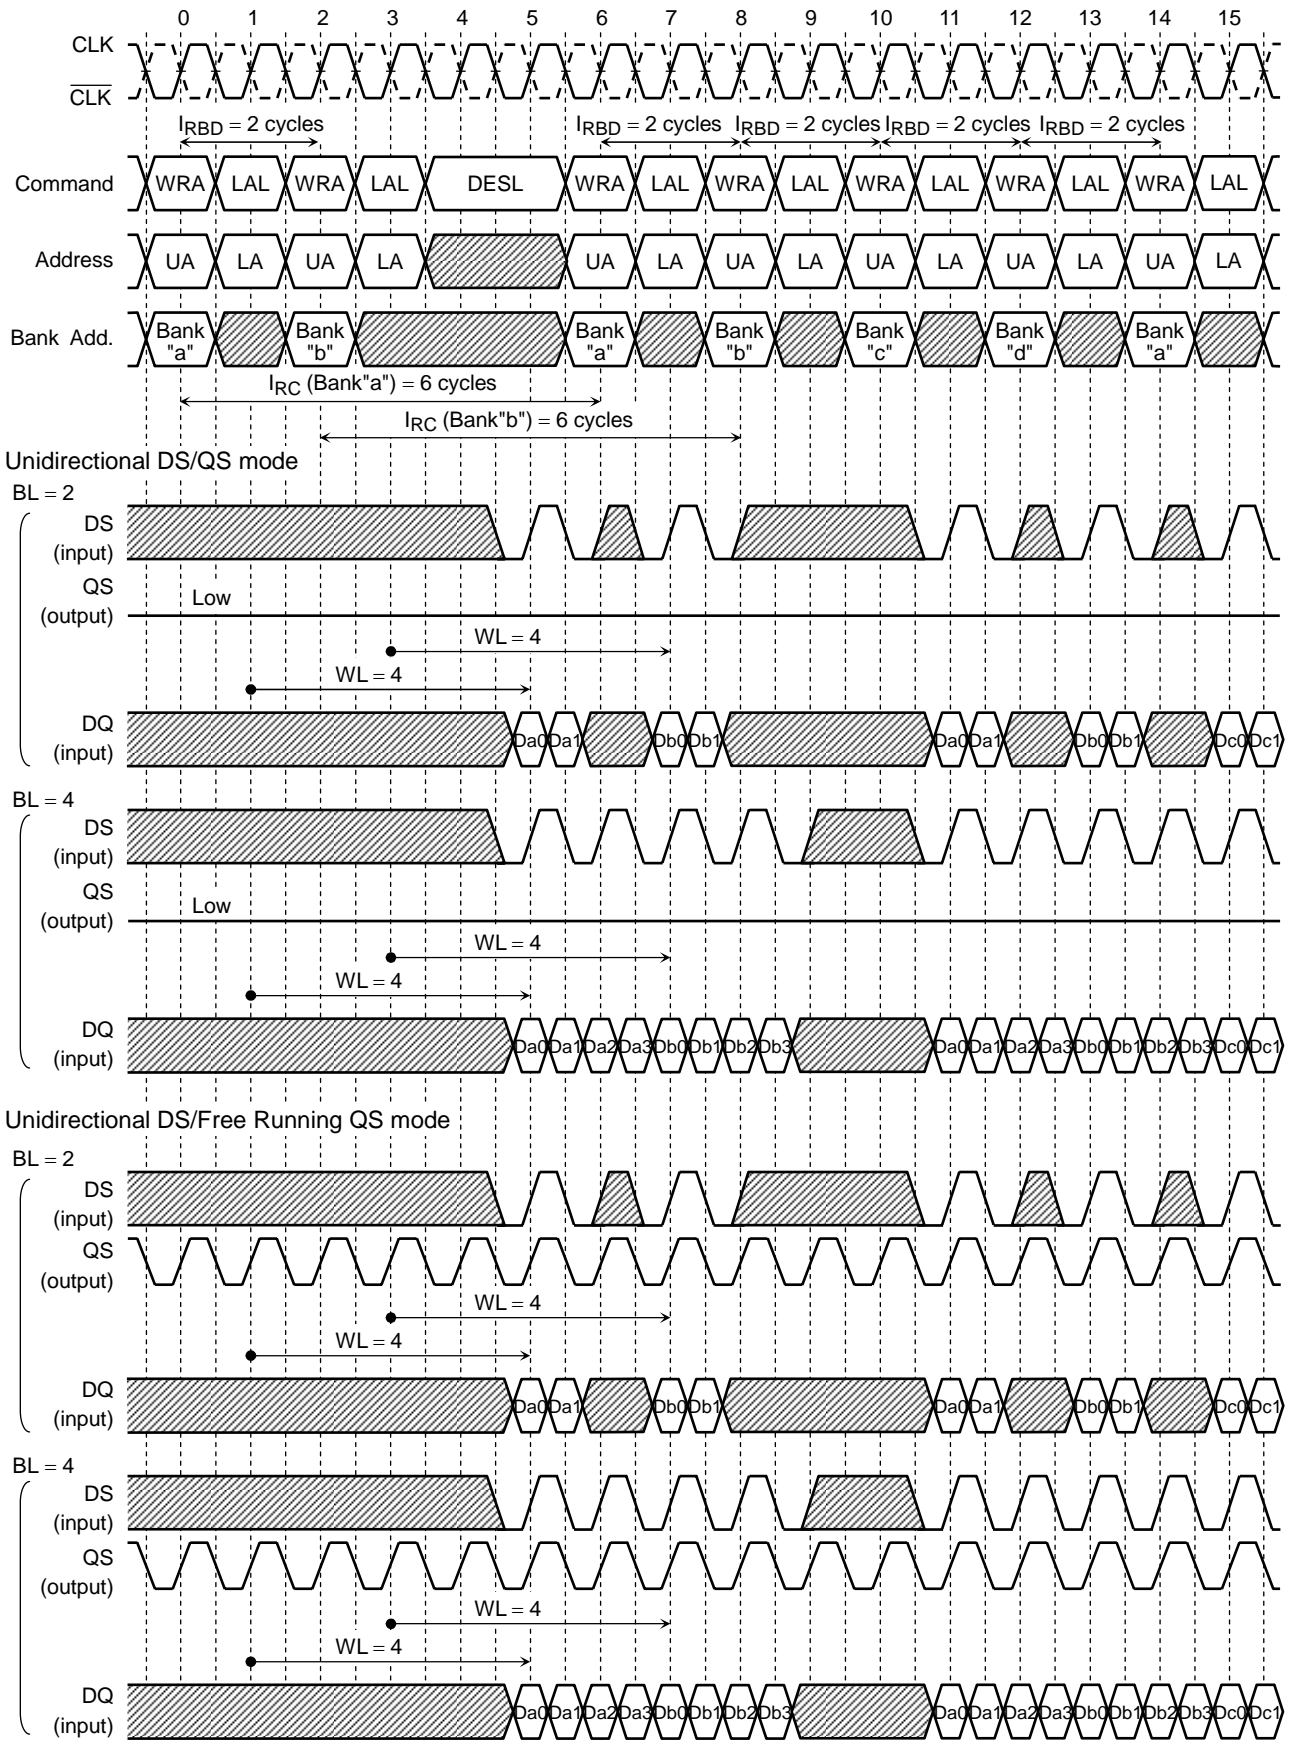 0 1 2 3 4 5 6 7 8 9 10 11 12 13 14 15
CLK
CLK
IRBD = 2 cycles IRBD = 2 cycles IRBD = 2 cycles IRBD = 2 cycles IRBD = 2 cycles
Command WRA LAL WRA LAL DESL WRA LAL WRA LAL WRA LAL WRA LAL WRA LAL
Address UA LA UA LA UA LA UA LA UA LA UA LA UA LA
Bank Add. Bank "a" Bank "b" Bank "a" Bank "b" Bank "c" Bank "d" Bank "a"
IRC (Bank"a") = 6 cycles
IRC (Bank"b") = 6 cycles
Unidirectional DS/QS mode
BL = 2
DS
(input)
QS
(output)
Low
WL = 4
WL = 4
DQ
(input)
Da0 Da1 Db0 Db1 Da0 Da1 Db0 Db1 Dc0 Dc1
BL = 4
DS
(input)
QS
(output)
Low
WL = 4
WL = 4
DQ
(input)
Da0 Da1 Da2 Da3 Db0 Db1 Db2 Db3 Da0 Da1 Da2 Da3 Db0 Db1 Db2 Db3 Dc0 Dc1
Unidirectional DS/Free Running QS mode
BL = 2
DS
(input)
QS
(output)
WL = 4
WL = 4
DQ
(input)
Da0 Da1 Db0 Db1 Da0 Da1 Db0 Db1 Dc0 Dc1
BL = 4
DS
(input)
QS
(output)
WL = 4
WL = 4
DQ
(input)
Da0 Da1 Da2 Da3 Db0 Db1 Db2 Db3 Da0 Da1 Da2 Da3 Db0 Db1 Db2 Db3 Dc0 Dc1